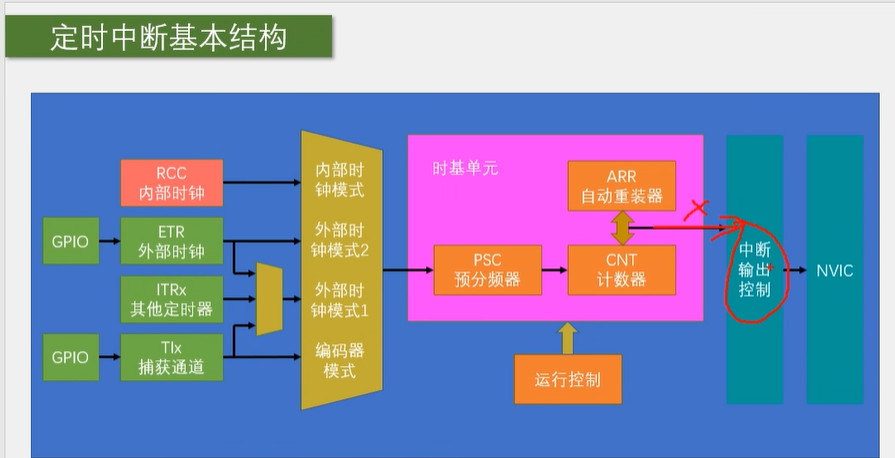 定时中断基本结构
RCC
内部时钟
GPIO
ETR
外部时钟
ITRx
其他定时器
GPIO
TIx
捕获通道
内部时
钟模式
外部时
钟模式2
外部时
钟模式1
编码器
模式
时基单元
ARR
自动重装器
PSC
预分频器
CNT
计数器
运行控制
中断
输出
控制
NVIC